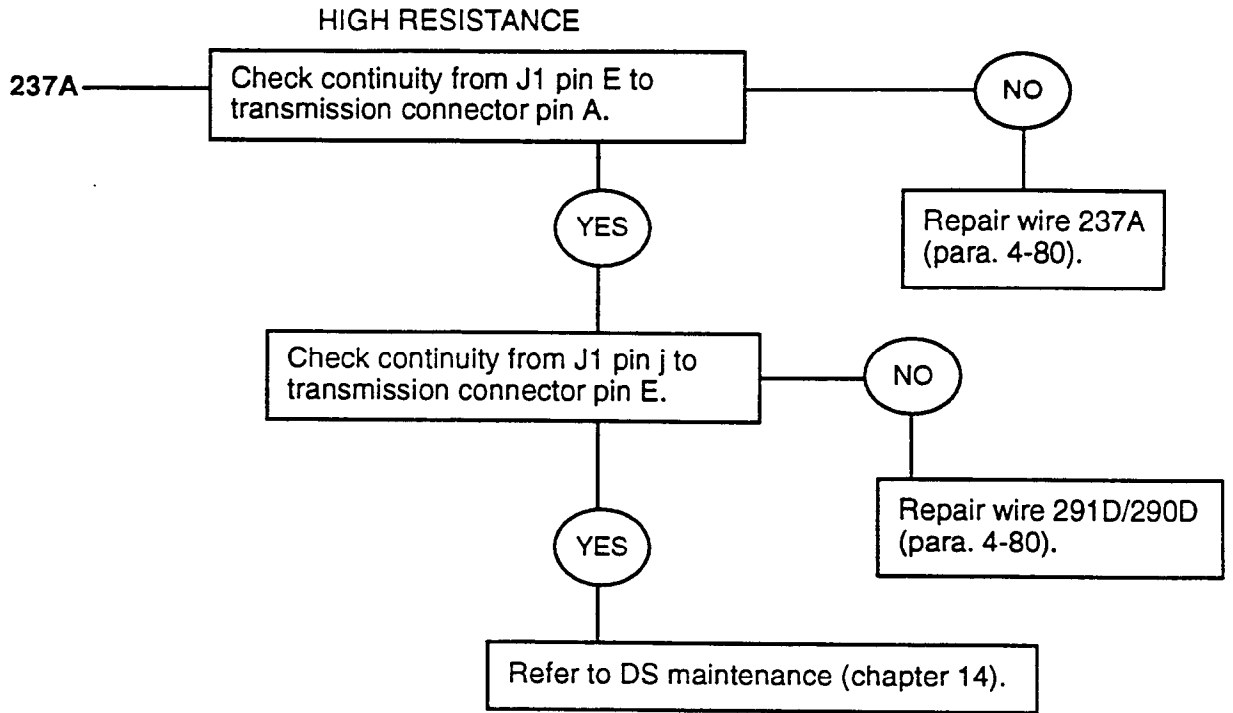 HIGH RESISTANCE
237A
Check continuity from J1 pin E to
transmission connector pin A.
NO
Repair wire 237A
(para. 4-80).
YES
Check continuity from J1 pin j to
transmission connector pin E.
NO
Repair wire 291D/290D
(para. 4-80).
YES
Refer to DS maintenance (chapter 14).